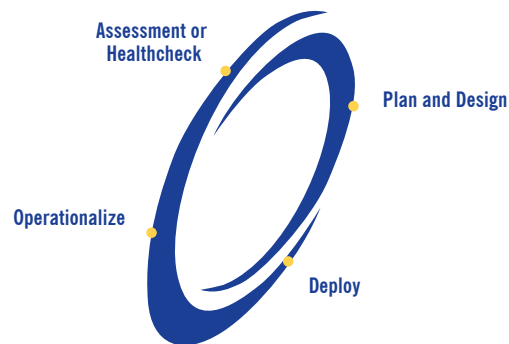 Assessment or
Healthcheck
Plan and Design
Operationalize
Deploy